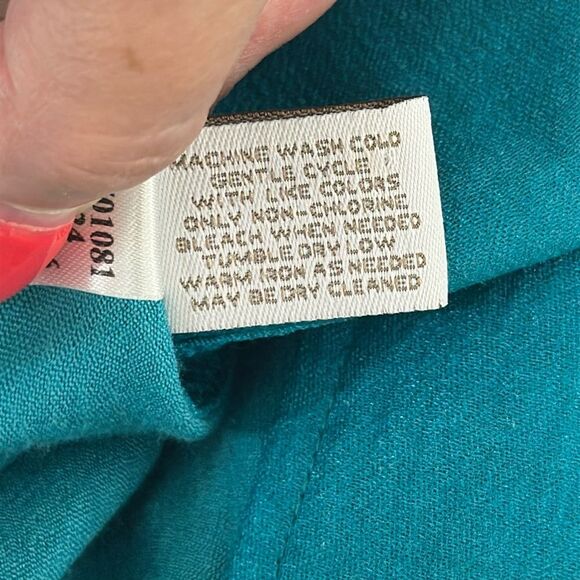 MACHINE WASH COLD
GENTLE CYCLE
WITH LIKE COLORS
ONLY NON-CHLORINE
BLEACH WHEN NEEDED
TUMBLE DRY LOW
WARM IRON AS NEEDED
MAY BE DRY CLEANED
01081